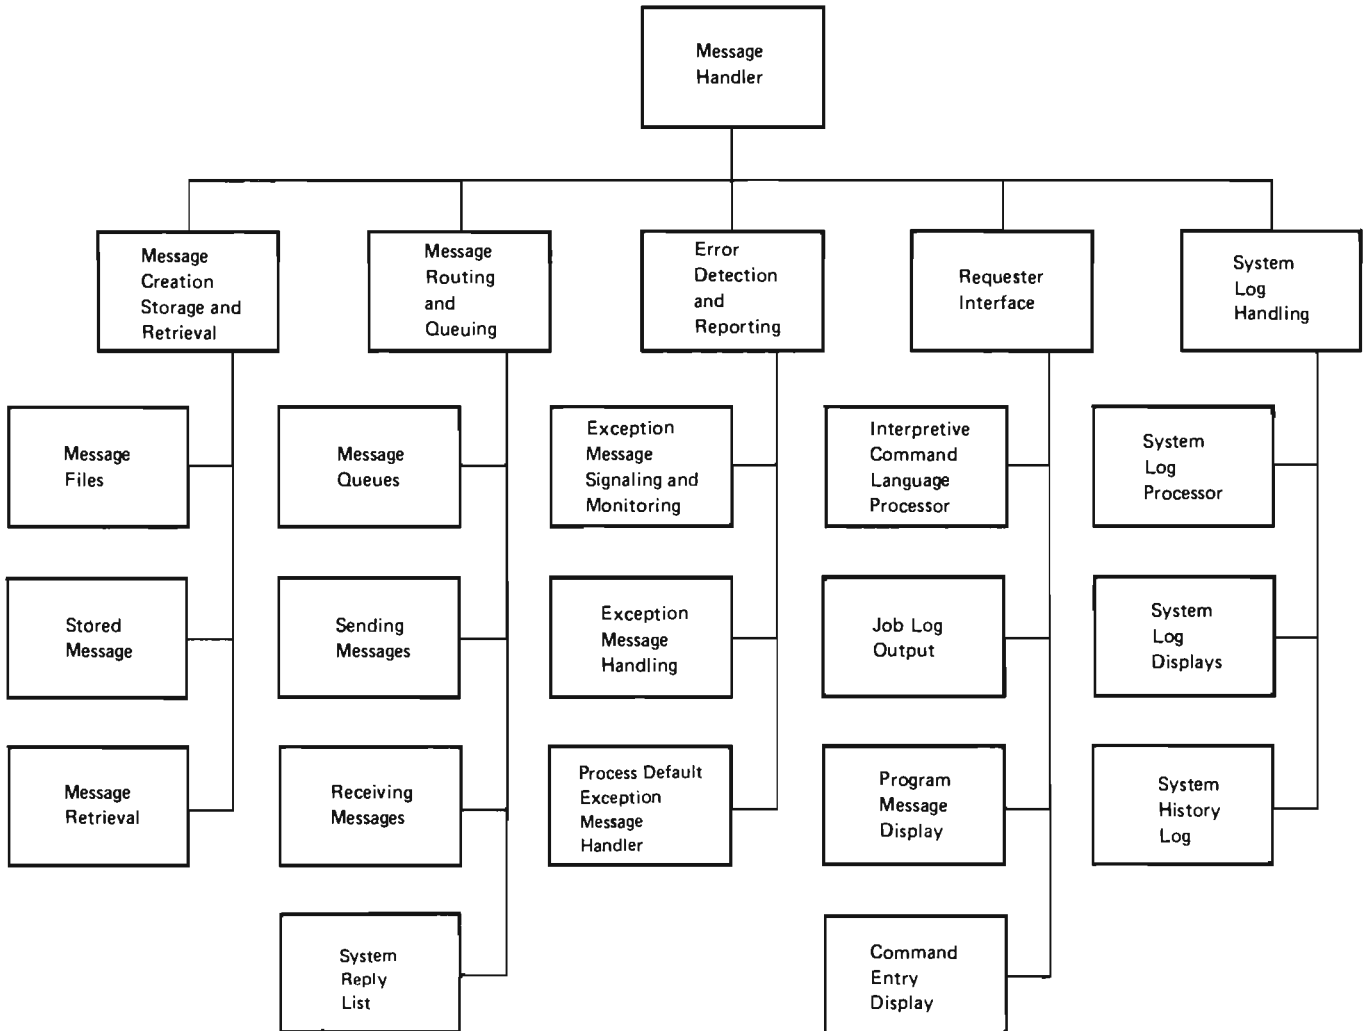 Message
Handler
Message
Creation
Storage and
Retrieval
Message
Routing
and
Queuing
Error
Detection
and
Reporting
Requester
Interface
System
Log
Handling
Message
Files
Message
Queues
Exception
Message
Signaling and
Monitoring
Interpretive
Command
Language
Processor
System
Log
Processor
Stored
Message
Sending
Messages
Exception
Message
Handling
Job Log
Output
System
Log
Displays
Message
Retrieval
Receiving
Messages
Process Default
Exception
Message
Handler
Program
Message
Display
System
History
Log
System
Reply
List
Command
Entry
Display